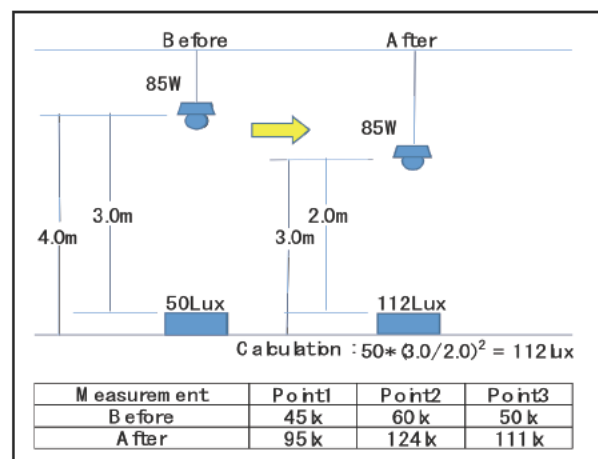 Before After
85W
85W
3.0m
2.0m
4.0m
3.0m
50Lux 112Lux
Calculation : 50*(3.0/2.0)² = 112lux
Measurement Point1 Point2 Point3
Before 45lx 60lx 50lx
After 95lx 124lx 111lx